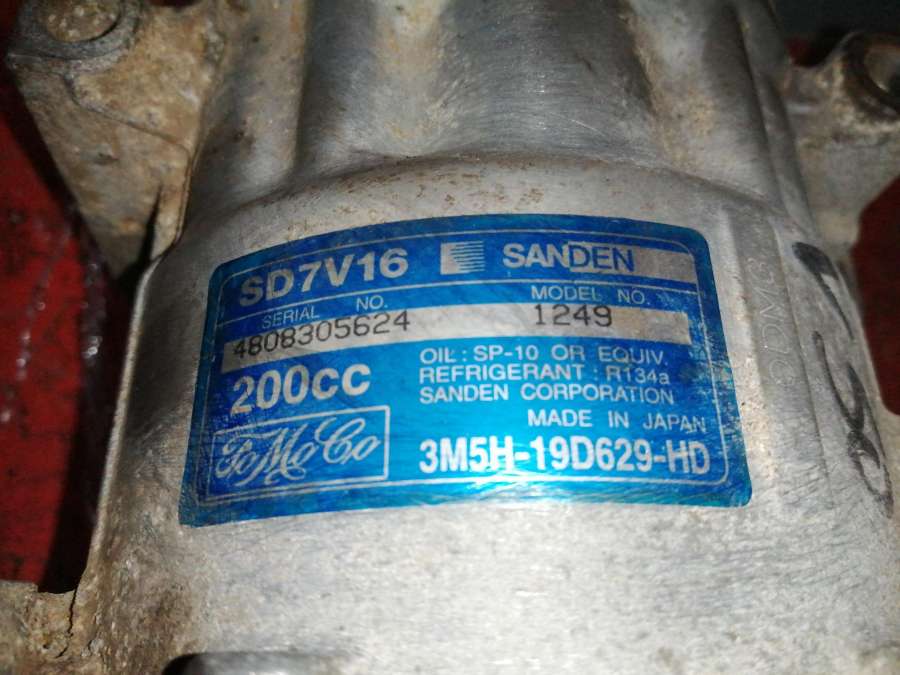 SD7V16 SANDEN
SERIAL NO. MODEL NO.
4808305624 1249
OIL : SP-10 OR EQUIV.
REFRIGERANT : R134a
200CC SANDEN CORPORATION
MADE IN JAPAN
FoMoCo 3M5H-19D629-HD